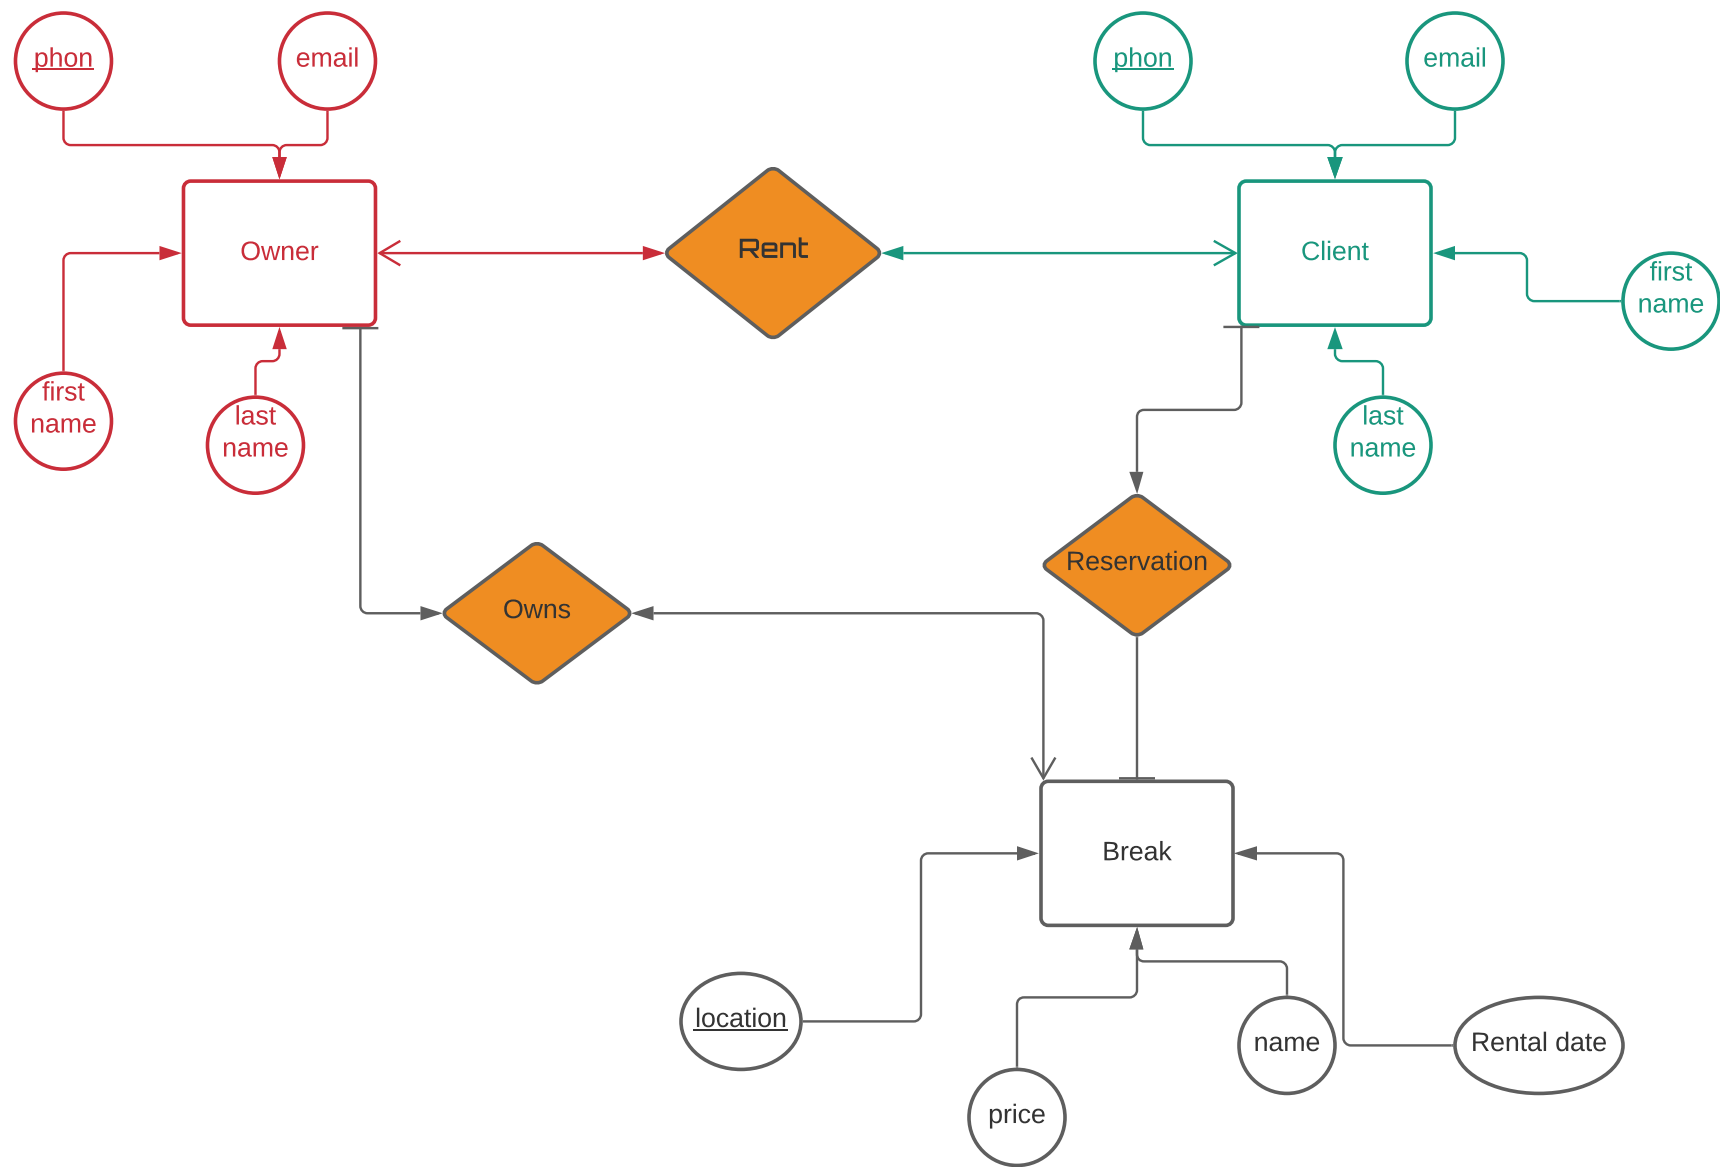 phon
email
phon
email
Owner
Rent
Client
first
name
first
name
last
name
last
name
Reservation
Owns
Break
location
name
Rental date
price